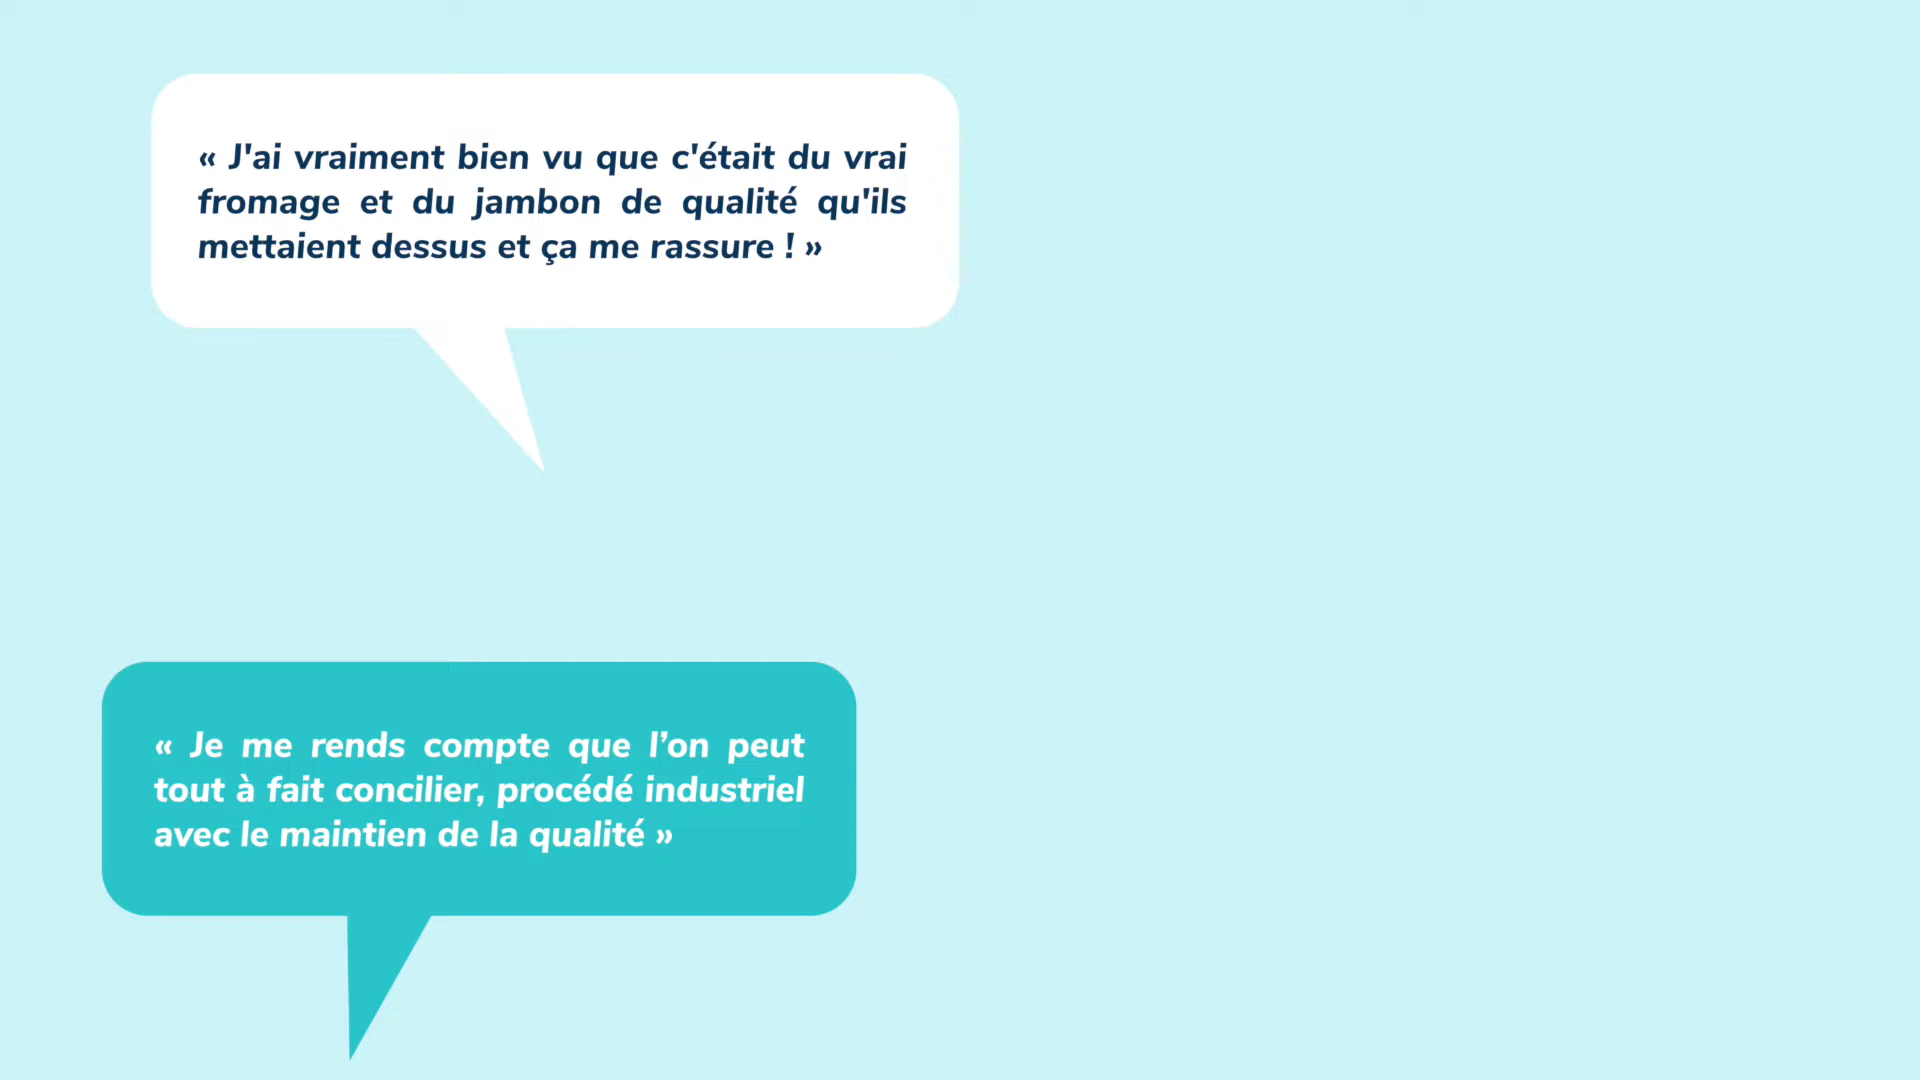 « J'ai vraiment bien vu que c'était du vrai
fromage et du jambon de qualité qu'ils
mettaient dessus et ça me rassure ! »
« Je me rends compte que l’on peut
tout à fait concilier, procédé industriel
avec le maintien de la qualité »